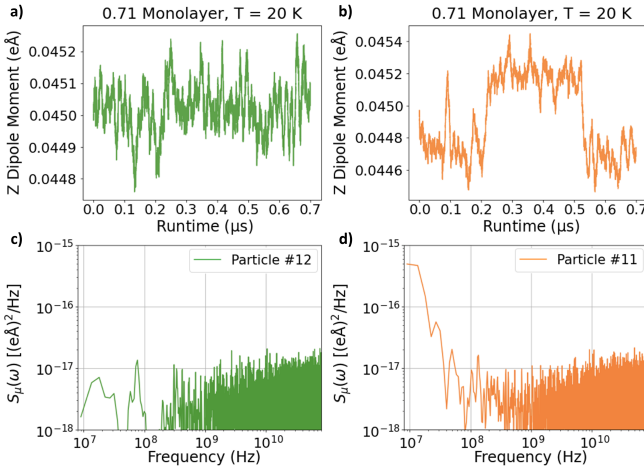 a)
0.71 Monolayer, T = 20 K
Z Dipole Moment (eÅ)
0.0452
0.0451
0.0450
0.0449
0.0448
0.0 0.1 0.2 0.3 0.4 0.5 0.6 0.7
Runtime (μs)
b)
0.71 Monolayer, T = 20 K
Z Dipole Moment (eÅ)
0.0454
0.0452
0.0450
0.0448
0.0446
0.0 0.1 0.2 0.3 0.4 0.5 0.6 0.7
Runtime (μs)
c)
Particle #12
S_μ(ω) [(eÅ)²/Hz]
10⁻¹⁵
10⁻¹⁶
10⁻¹⁷
10⁻¹⁸
10⁷ 10⁸ 10⁹ 10¹⁰
Frequency (Hz)
d)
Particle #11
S_μ(ω) [(eÅ)²/Hz]
10⁻¹⁵
10⁻¹⁶
10⁻¹⁷
10⁻¹⁸
10⁷ 10⁸ 10⁹ 10¹⁰
Frequency (Hz)